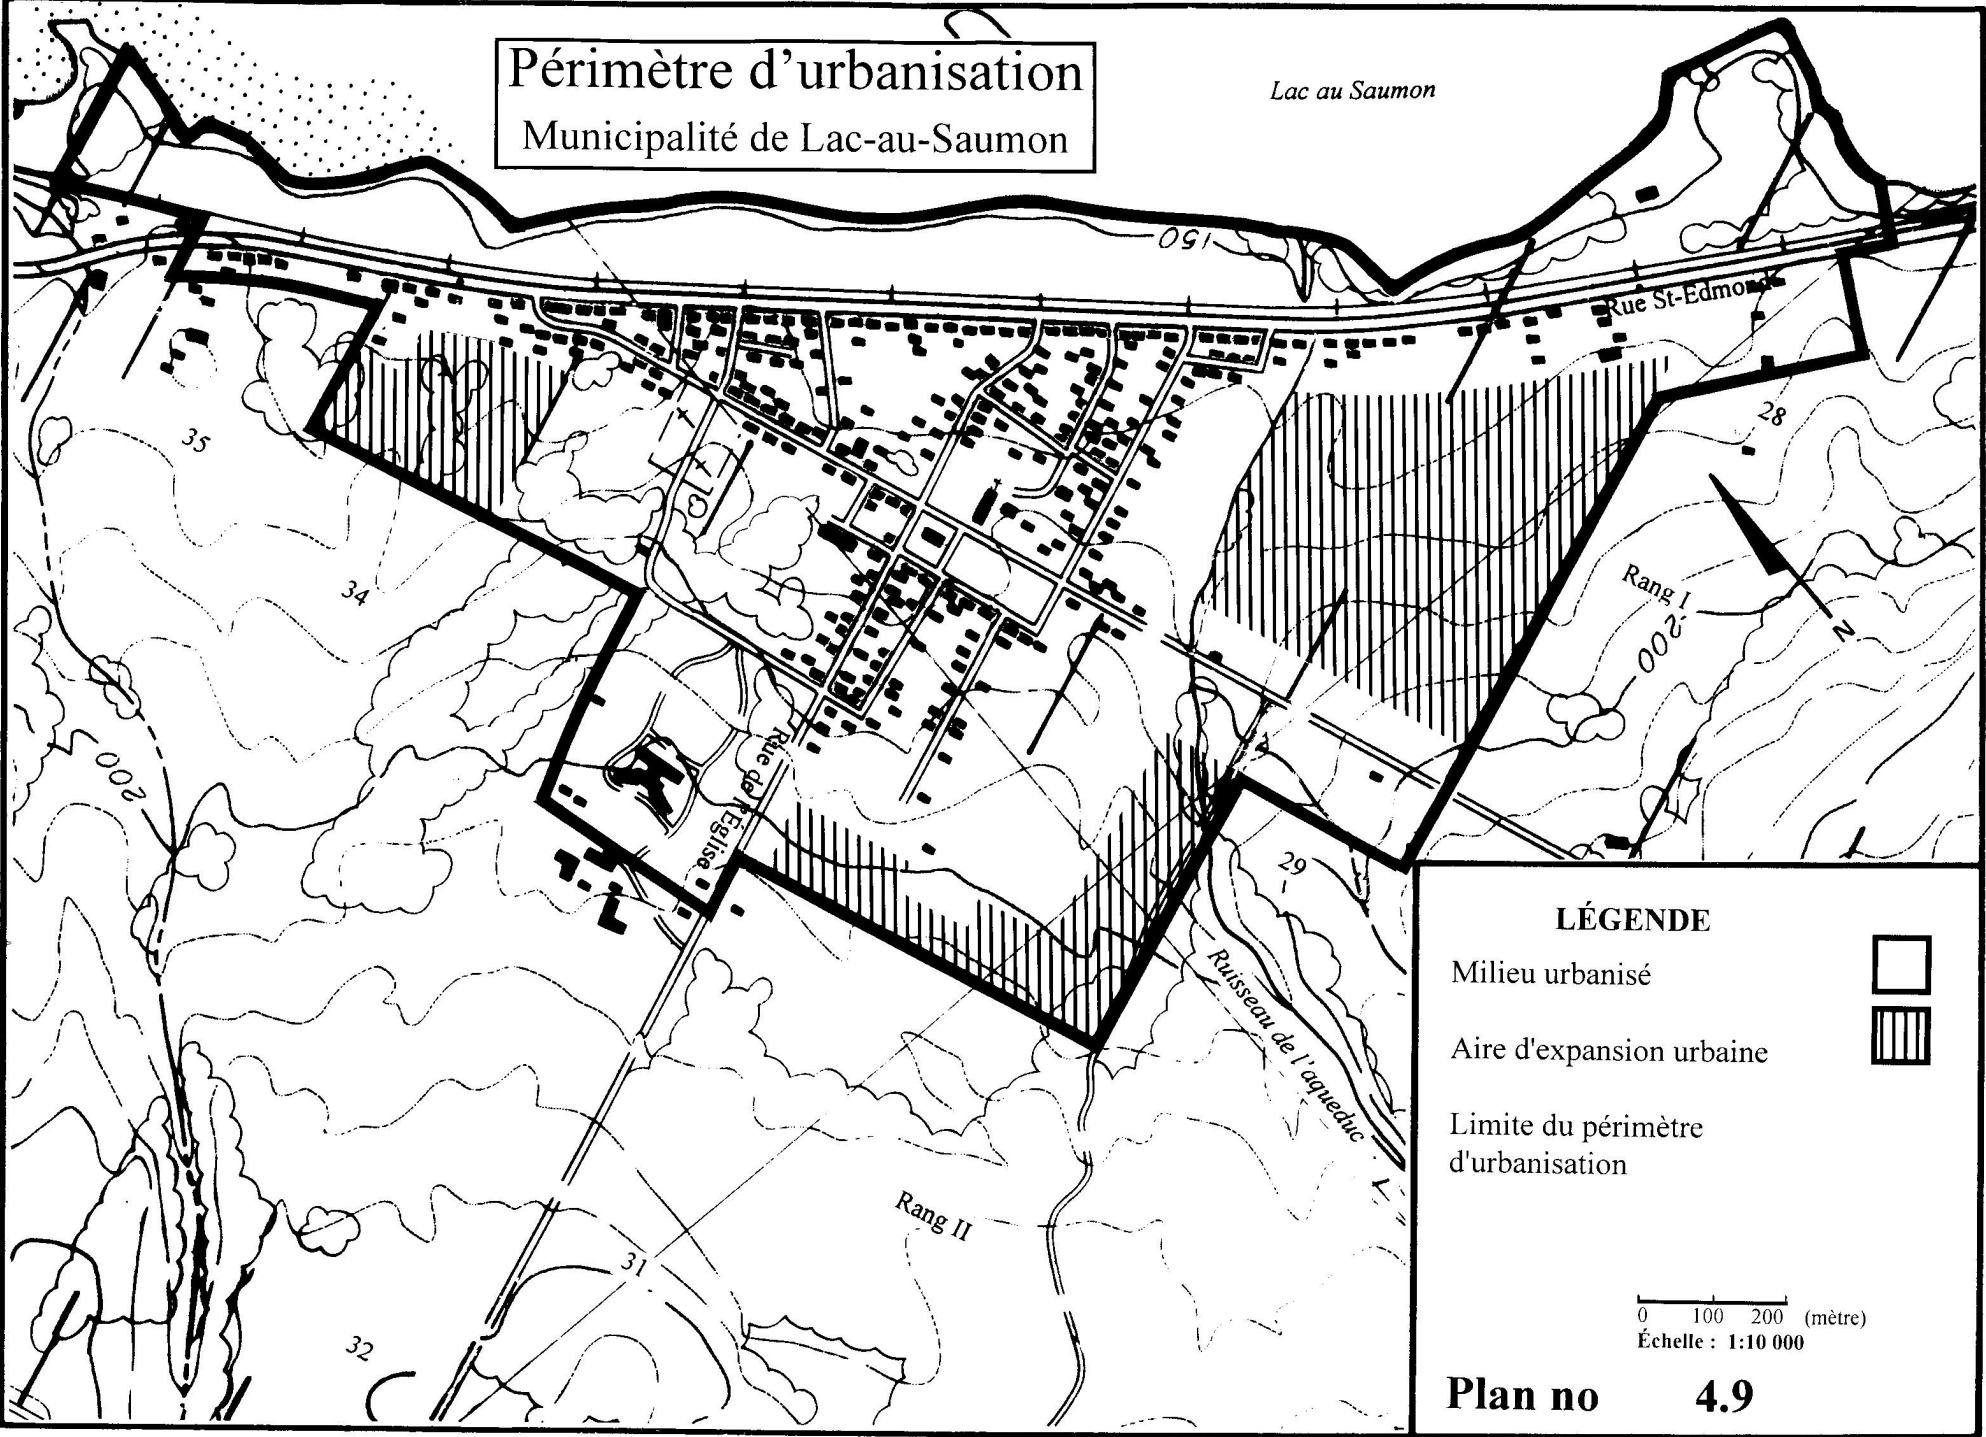 Périmètre d'urbanisation
Municipalité de Lac-au-Saumon
Lac au Saumon
150
Rue St-Edmond
35
28
34
Rang I
200
N
200
Rue de l'Église
29
Ruisseau de l'aqueduc
Rang II
31
32
LÉGENDE
Milieu urbanisé
Aire d'expansion urbaine
Limite du périmètre
d'urbanisation
0 100 200 (mètre)
Échelle : 1:10 000
Plan no 4.9